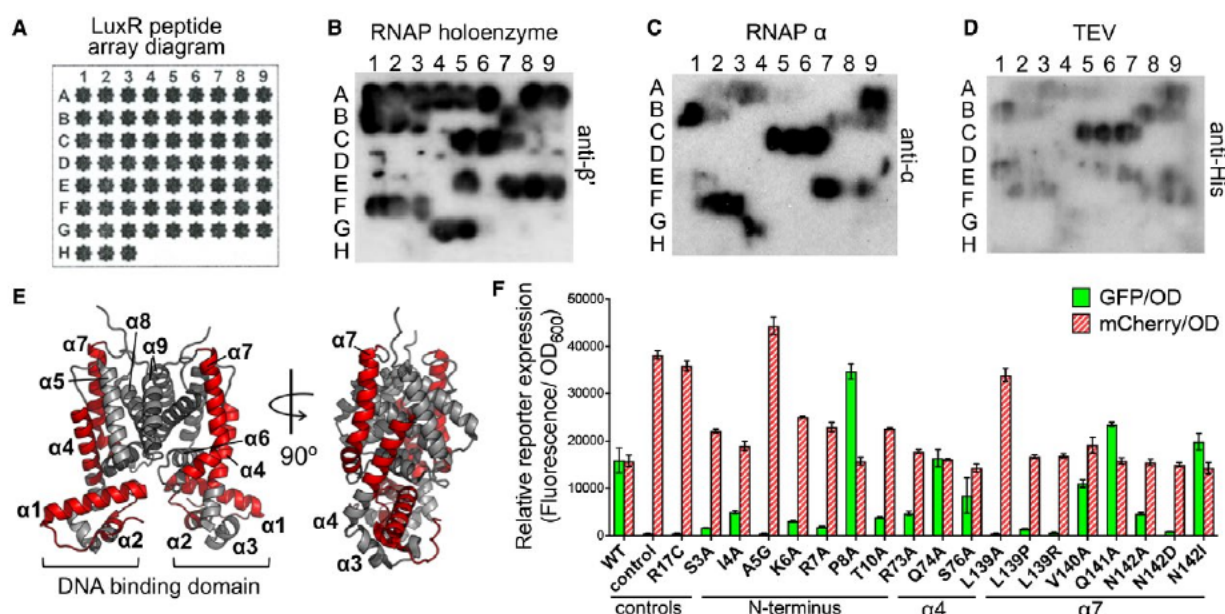 A
LuxR peptide
array diagram
1 2 3 4 5 6 7 8 9
A
B
C
D
E
F
G
H
B
RNAP holoenzyme
1 2 3 4 5 6 7 8 9
A
B
C
D
E
F
G
H
anti-β'
C
RNAP α
1 2 3 4 5 6 7 8 9
A
B
C
D
E
F
G
H
anti-α
D
TEV
1 2 3 4 5 6 7 8 9
A
B
C
D
E
F
G
H
anti-His
E
α8
α7 α9 α7
α5
α6
α4 α4
α1 α1
α2 α2 α3
DNA binding domain
90º
α7
α4
α3
F
Relative reporter expression
(Fluorescence/ OD600)
50000
40000
30000
20000
10000
0
GFP/OD
mCherry/OD
WT control R17C S3A I4A A5G K6A R7A P8A T10A R73A Q74A S76A L139A L139P L139R V140A Q141A N142A N142D N142I
controls N-terminus α4 α7